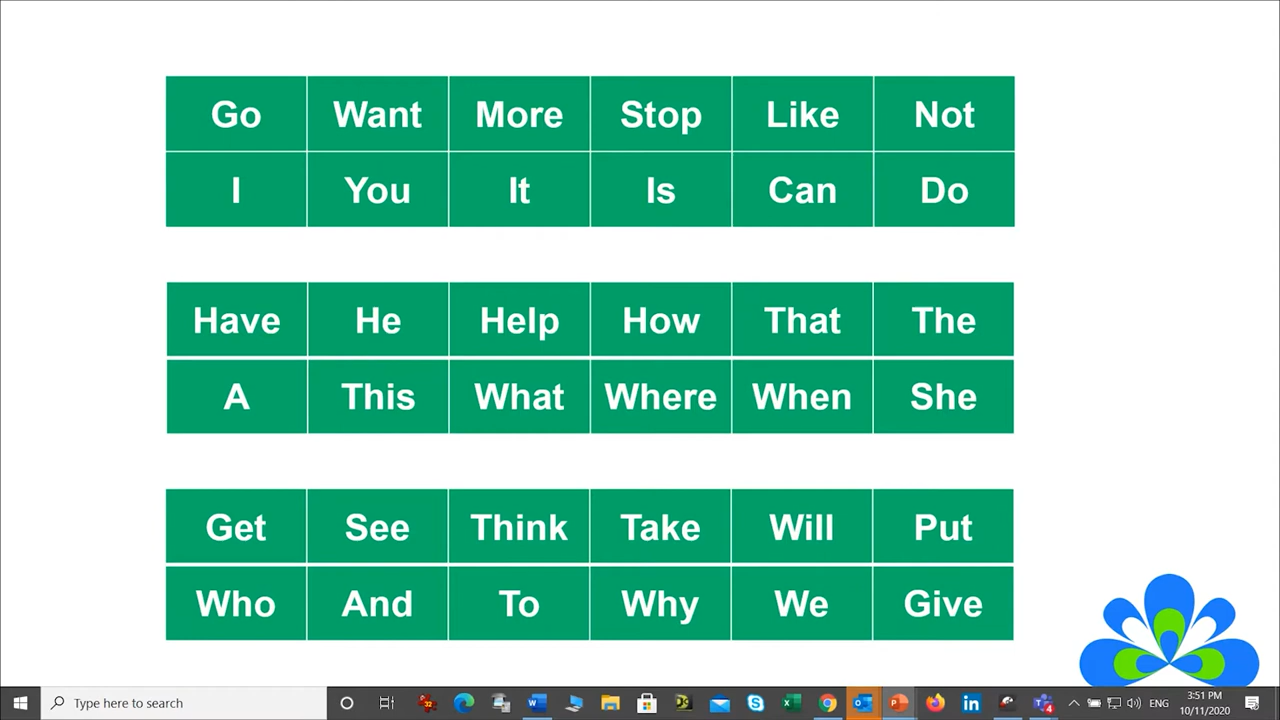 Go Want More Stop Like Not
I You It Is Can Do
Have He Help How That The
A This What Where When She
Get See Think Take Will Put
Who And To Why We Give
Type here to search
ENG
3:51 PM
10/11/2020